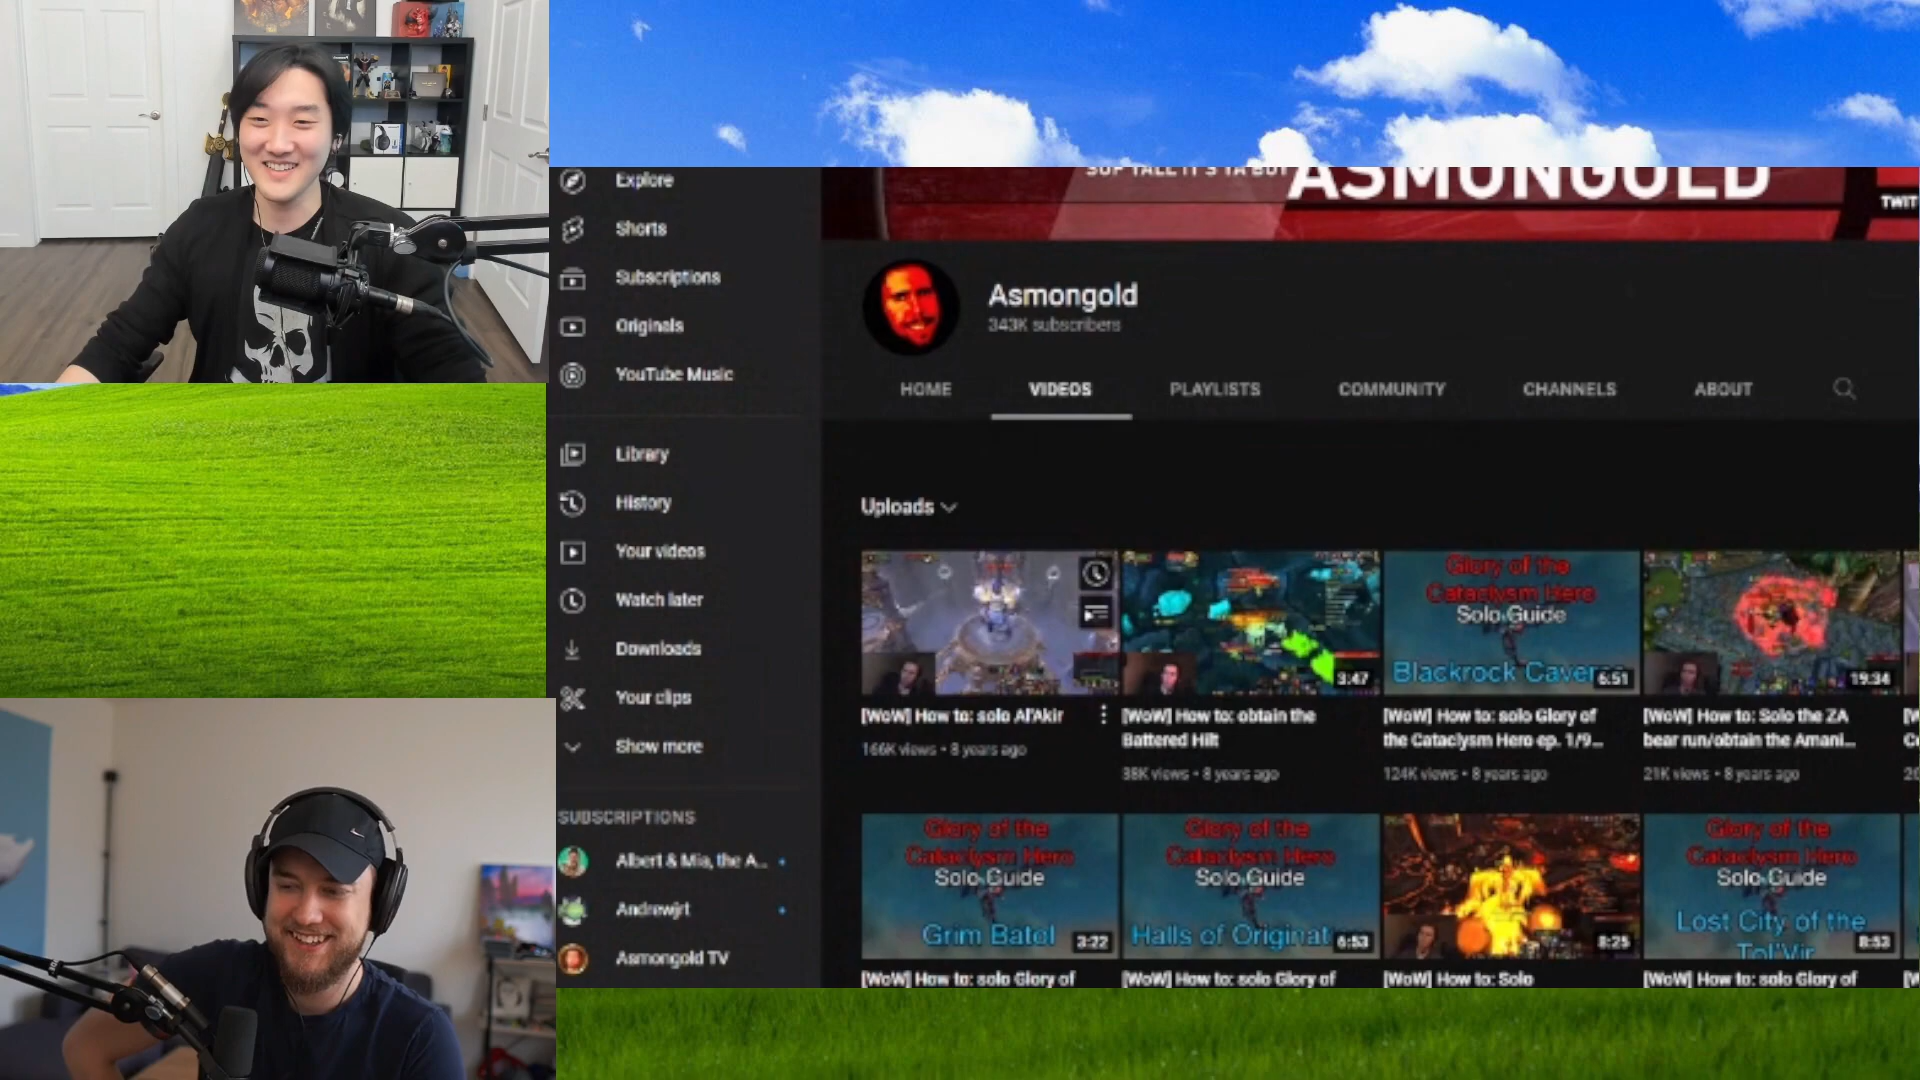 Explore
Shorts
Subscriptions
Originals
YouTube Music
Library
History
Your videos
Watch later
Downloads
Your clips
Show more
SUBSCRIPTIONS
Albert & Mia, the A...
Andrewjrt
Asmongold TV
ASMONGOLD
TWIT
Asmongold
343K subscribers
HOME VIDEOS PLAYLISTS COMMUNITY CHANNELS ABOUT
Uploads
Glory of the
Cataclysm Hero
Solo Guide
3:47
6:51
19:34
[WoW] How to: solo Al'Akir
166K views • 8 years ago
[WoW] How to: obtain the
Battered Hilt
38K views • 8 years ago
[WoW] How to: solo Glory of
the Cataclysm Hero ep. 1/9...
124K views • 8 years ago
[WoW] How to: Solo the ZA
bear run/obtain the Amani...
21K views • 8 years ago
Glory of the
Cataclysm Hero
Solo Guide
Grim Batol
3:22
Glory of the
Cataclysm Hero
Solo Guide
Halls of Originat
6:53
8:25
Glory of the
Cataclysm Hero
Solo Guide
Lost City of the
Tol'Vir
8:53
[WoW] How to: solo Glory of
[WoW] How to: solo Glory of
[WoW] How to: Solo
[WoW] How to: solo Glory of